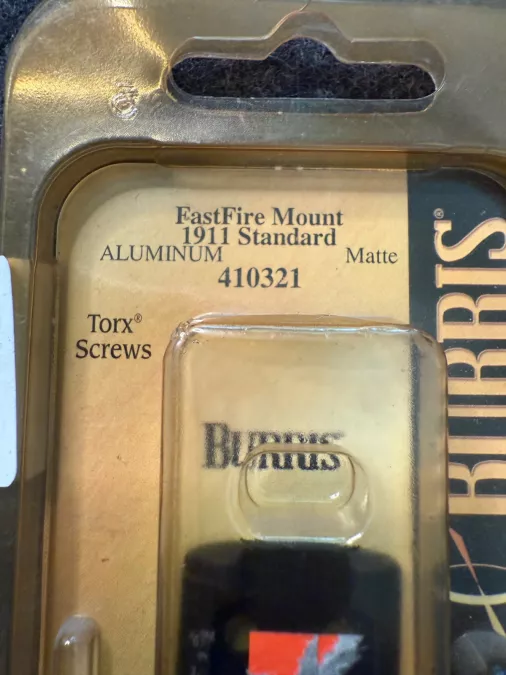 FastFire Mount
1911 Standard
ALUMINUM Matte
410321
Torx®
Screws
BURRIS
BURRIS®